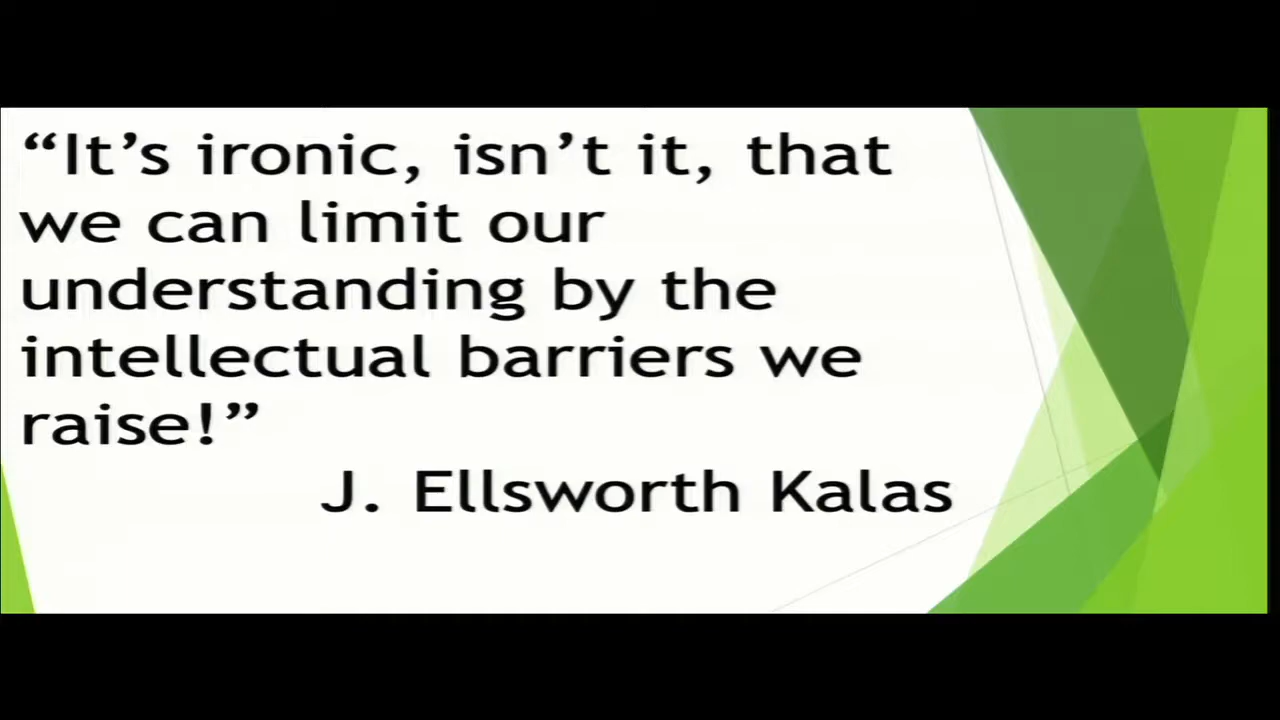 “It’s ironic, isn’t it, that
we can limit our
understanding by the
intellectual barriers we
raise!”
J. Ellsworth Kalas